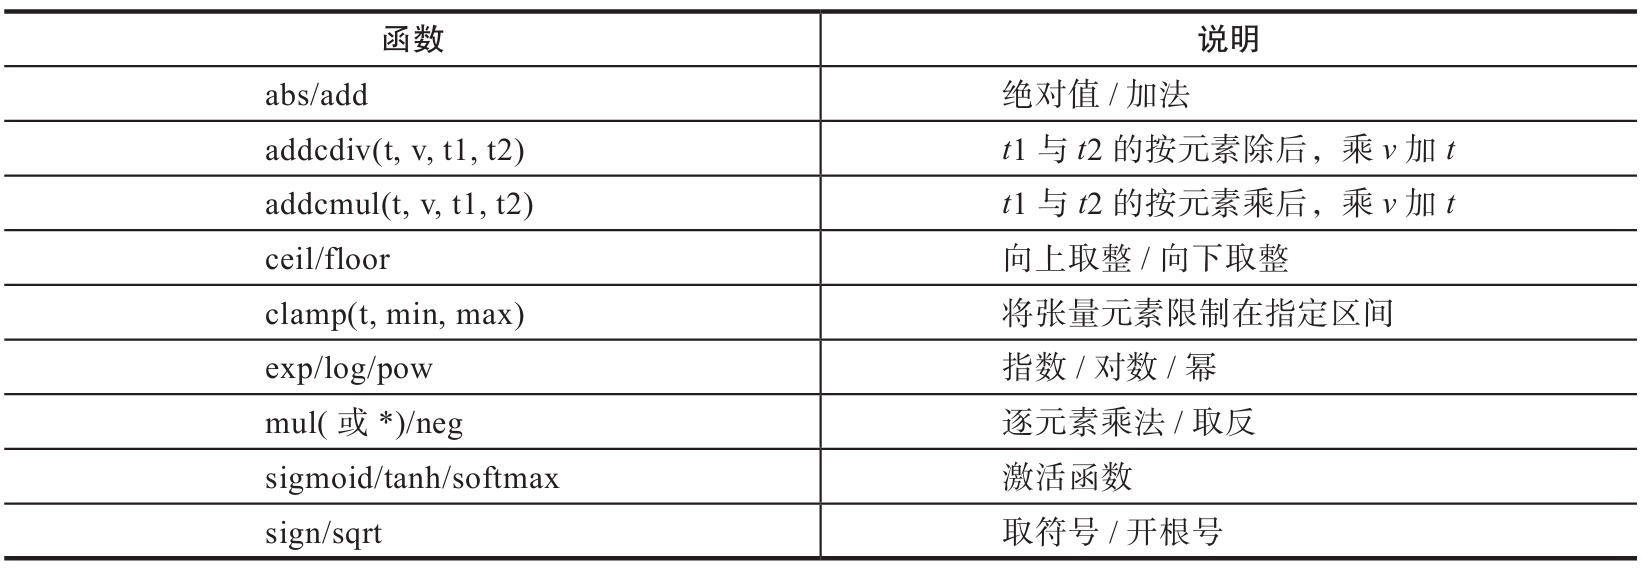 函数 说明
abs/add 绝对值 / 加法
addcdiv(t, v, t1, t2) t1 与 t2 的按元素除后，乘 v 加 t
addcmul(t, v, t1, t2) t1 与 t2 的按元素乘后，乘 v 加 t
ceil/floor 向上取整 / 向下取整
clamp(t, min, max) 将张量元素限制在指定区间
exp/log/pow 指数 / 对数 / 幂
mul( 或 *)/neg 逐元素乘法 / 取反
sigmoid/tanh/softmax 激活函数
sign/sqrt 取符号 / 开根号